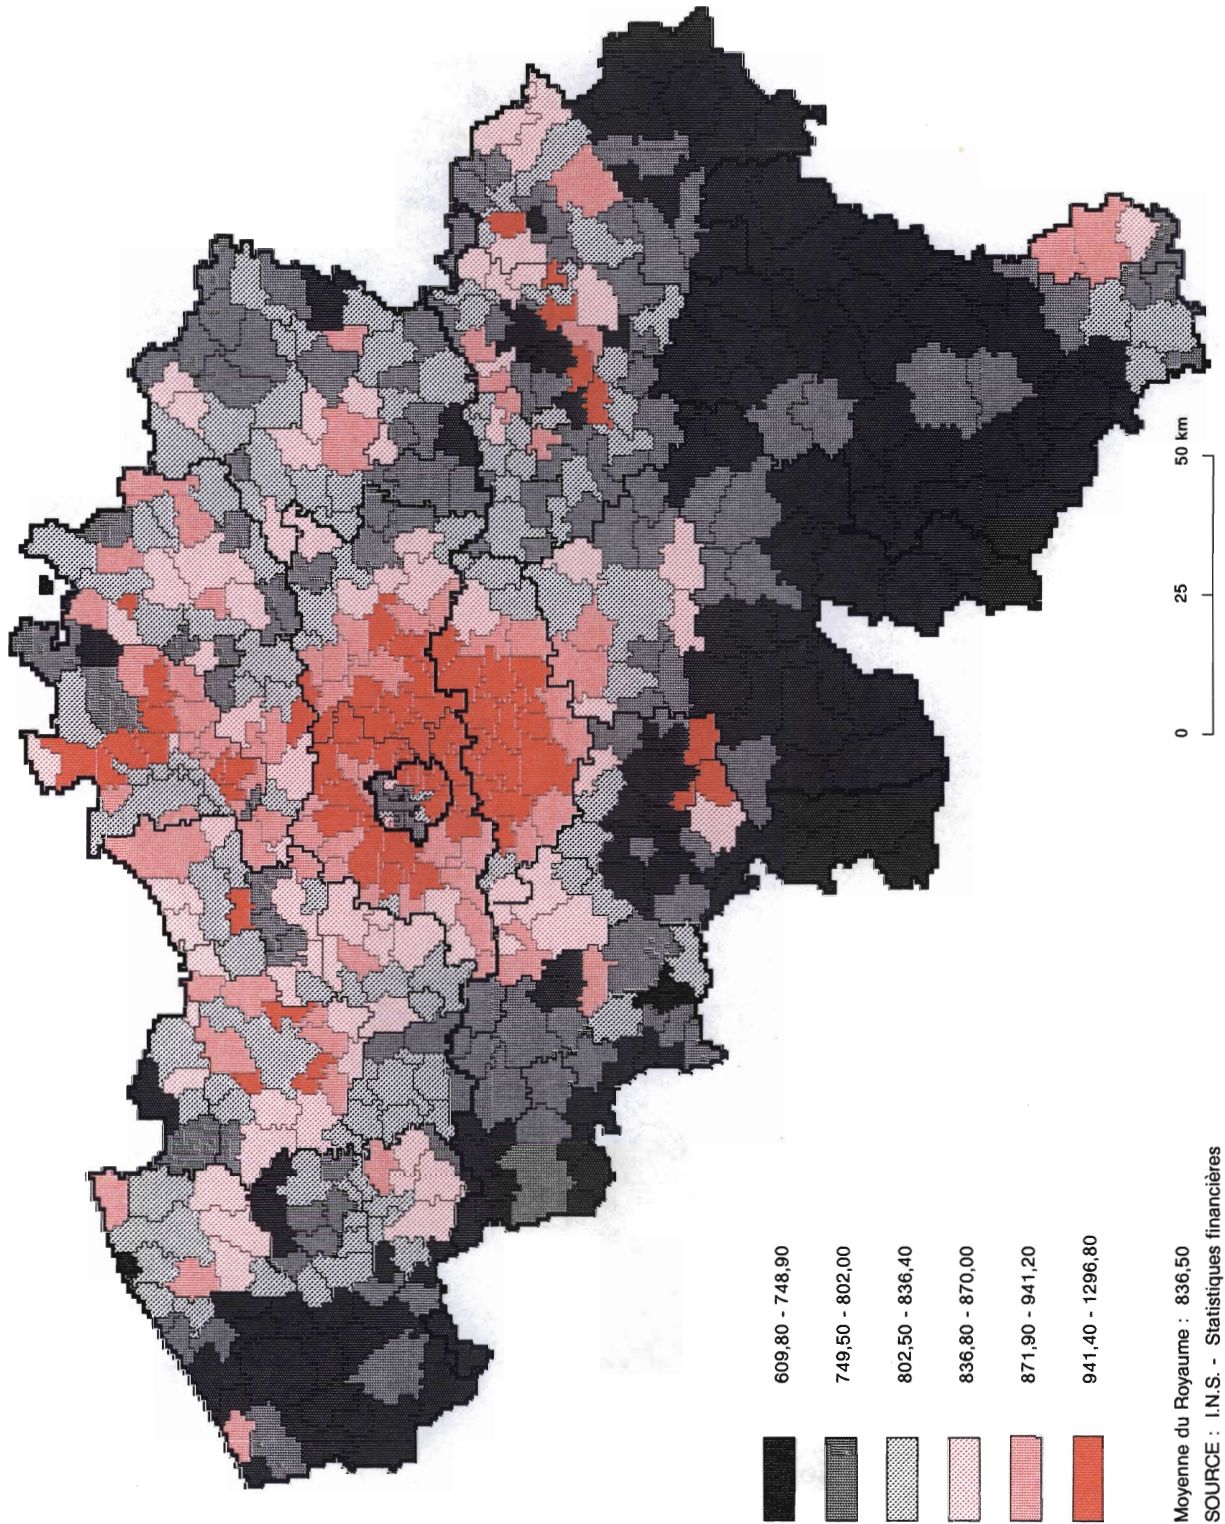 609,80 - 748,90
749,50 - 802,00
802,50 - 836,40
836,80 - 870,00
871,90 - 941,20
941,40 - 1296,80
Moyenne du Royaume : 836,50
SOURCE : I.N.S. - Statistiques financières
0 25 50 km